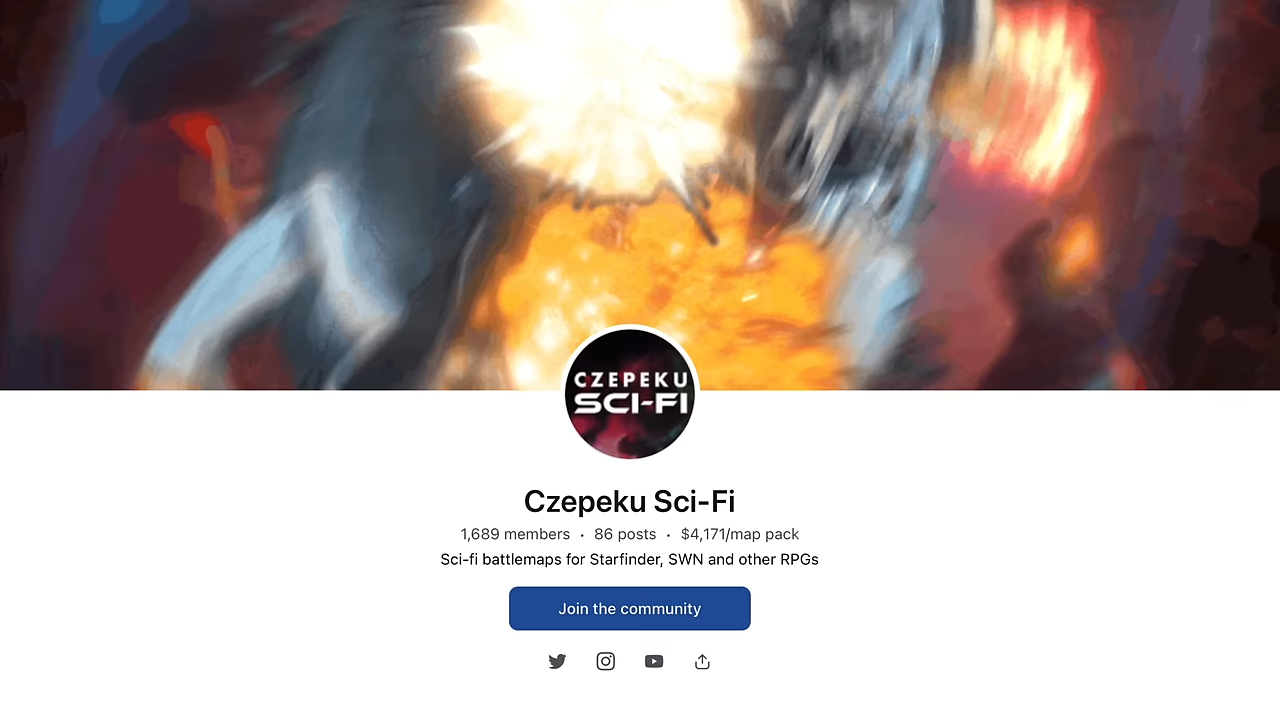 CZEPEKU
SCI-FI
Czepeku Sci-Fi
1,689 members · 86 posts · $4,171/map pack
Sci-fi battlemaps for Starfinder, SWN and other RPGs
Join the community